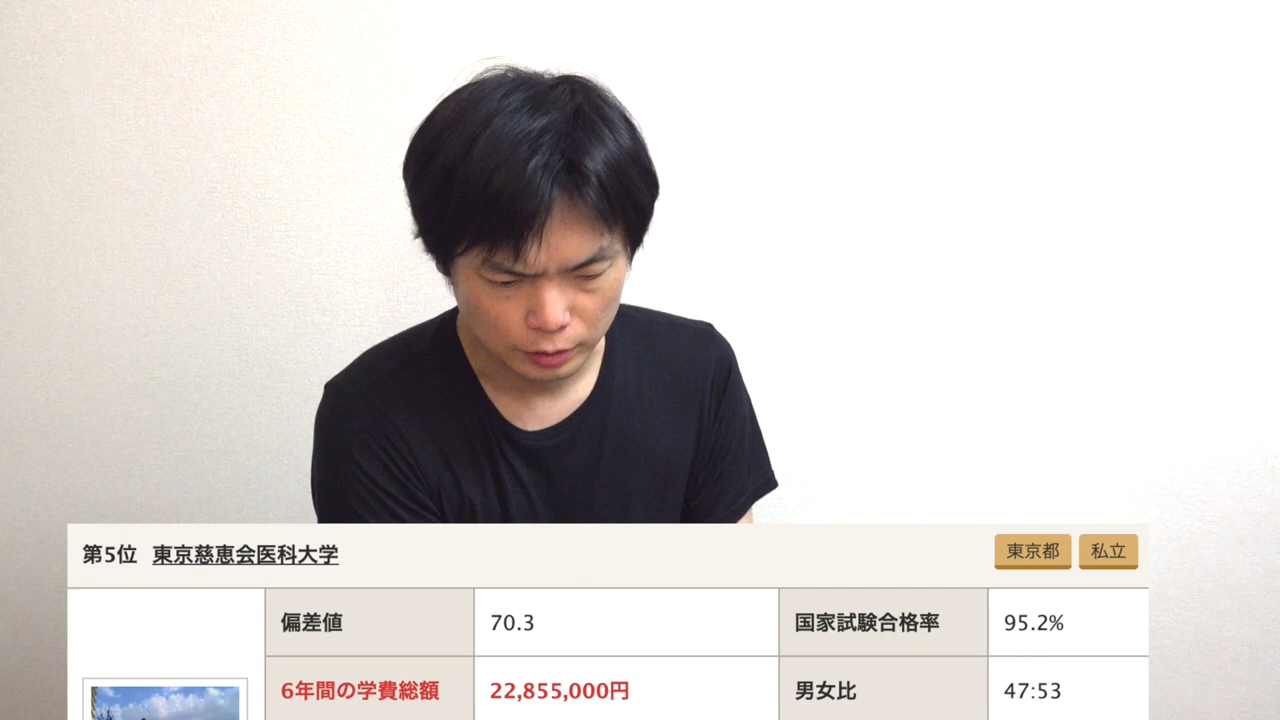 第5位 東京慈恵会医科大学 東京都 私立
偏差値 70.3 国家試験合格率 95.2%
6年間の学費総額 22,855,000円 男女比 47:53